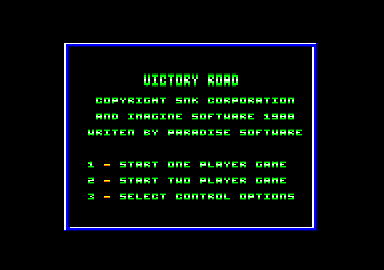 VICTORY ROAD
COPYRIGHT SNK CORPORATION
AND IMAGINE SOFTWARE 1988
WRITEN BY PARADISE SOFTWARE
1 - START ONE PLAYER GAME
2 - START TWO PLAYER GAME
3 - SELECT CONTROL OPTIONS